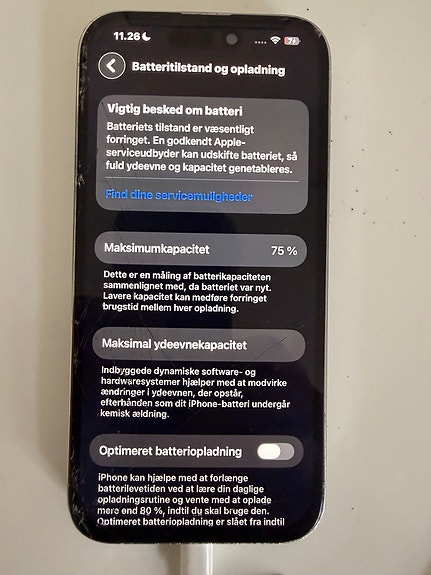 11.26
Batteritilstand og opladning
Vigtig besked om batteri
Batteriets tilstand er væsentligt
forringet. En godkendt Apple-
serviceudbyder kan udskifte batteriet, så
fuld ydeevne og kapacitet genetableres.
Find dine servicemuligheder
Maksimumkapacitet 75 %
Dette er en måling af batterikapaciteten
sammenlignet med, da batteriet var nyt.
Lavere kapacitet kan medføre forringet
brugstid mellem hver opladning.
Maksimal ydeevnekapacitet
Indbyggede dynamiske software- og
hardwaresystemer hjælper med at modvirke
ændringer i ydeevnen, der opstår,
efterhånden som dit iPhone-batteri undergår
kemisk ældning.
Optimeret batteriopladning
iPhone kan hjælpe med at forlænge
batterilevetiden ved at lære din daglige
opladningsrutine og vente med at oplade
mere end 80 %, indtil du skal bruge den.
Optimeret batteriopladning er slået fra indtil